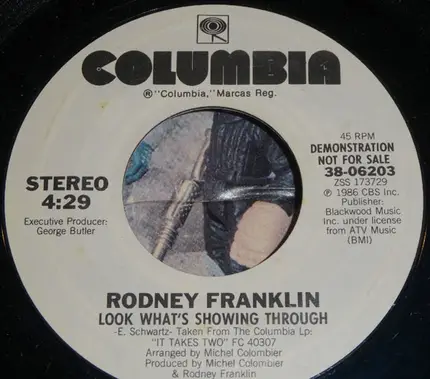 COLUMBIA
®"Columbia," Marcas Reg.
STEREO
4:29
Executive Producer:
George Butler
45 RPM
DEMONSTRATION
NOT FOR SALE
38-06203
ZSS 173729
℗ 1986 CBS Inc.
Publisher:
Blackwood Music
Inc. under license
from ATV Music
(BMI)
RODNEY FRANKLIN
LOOK WHAT'S SHOWING THROUGH
-E. Schwartz- Taken From The Columbia Lp:
"IT TAKES TWO" FC 40307
Arranged by Michel Colombier
Produced by Michel Colombier
& Rodney Franklin